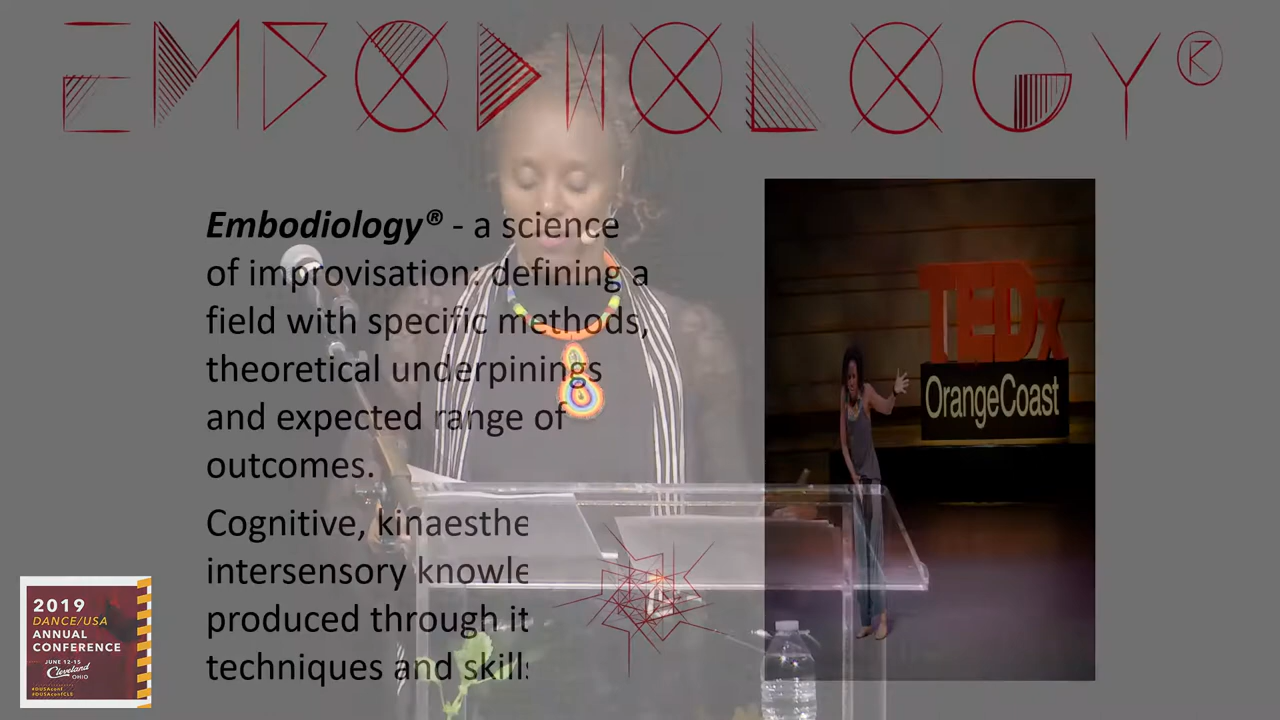 EMBODIOLOGY®
Embodiology® - a science
of improvisation: defining a
field with specific methods,
theoretical underpinings
and expected range of
outcomes.
Cognitive, kinaesthe
intersensory knowle
produced through it
techniques and skills
TEDx
OrangeCoast
2019
DANCE/USA
ANNUAL
CONFERENCE
JUNE 12-15
Cleveland
OHIO
#DUSAconf
#DUSAconfCLE